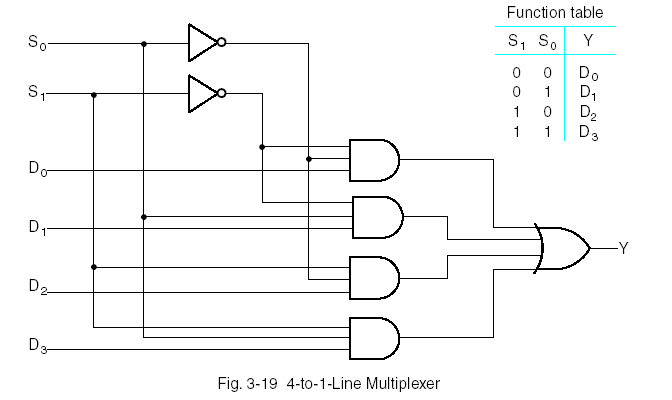 Function table
S₁ S₀ Y
0 0 D₀
0 1 D₁
1 0 D₂
1 1 D₃
S₀
S₁
D₀
D₁
D₂
D₃
Y
Fig. 3-19 4-to-1-Line Multiplexer